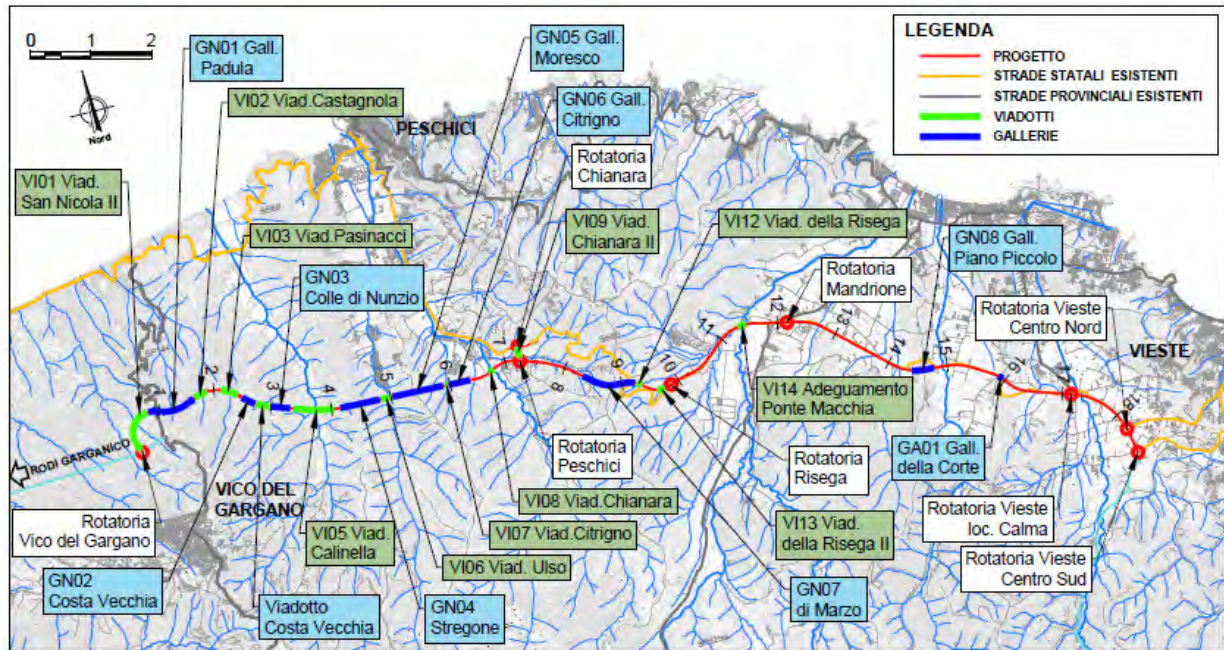 0 1 2
Nord
GN01 Gall.
Padula
VI02 Viad.Castagnola
VI01 Viad.
San Nicola II
VI03 Viad.Pasinacci
GN03
Colle di Nunzio
PESCHICI
GN05 Gall.
Moresco
GN06 Gall.
Citrigno
Rotatoria
Chianara
VI09 Viad.
Chianara II
VI12 Viad. della Risega
LEGENDA
PROGETTO
STRADE STATALI ESISTENTI
STRADE PROVINCIALI ESISTENTI
VIADOTTI
GALLERIE
GN08 Gall.
Piano Piccolo
Rotatoria
Mandrione
Rotatoria Vieste
Centro Nord
VIESTE
2
3
4
5
6
7
8
9
10
11
12
13
14
15
16
17
18
RODI GARGANICO
VICO DEL
GARGANO
Rotatoria
Vico del Gargano
GN02
Costa Vecchia
Viadotto
Costa Vecchia
VI05 Viad.
Calinella
GN04
Stregone
VI06 Viad. Ulso
VI07 Viad.Citrigno
VI08 Viad.Chianara
Rotatoria
Peschici
GN07
di Marzo
VI13 Viad.
della Risega II
Rotatoria
Risega
VI14 Adeguamento
Ponte Macchia
GA01 Gall.
della Corte
Rotatoria Vieste
loc. Calma
Rotatoria Vieste
Centro Sud